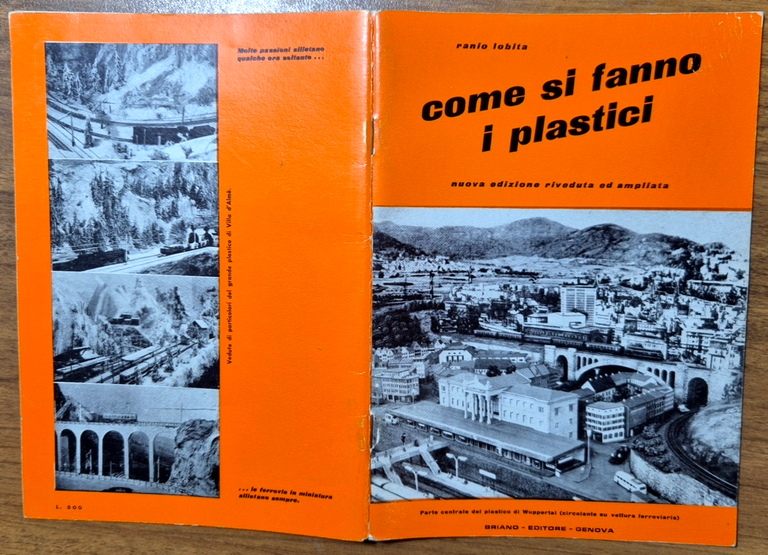 Molte passioni allietano
qualche ora soltanto ...
Vedute di particolari del grande plastico di Villa d'Almè.
... le ferrovie in miniatura
allietano sempre.
L. 800
ranio lobita
come si fanno
i plastici
nuova edizione riveduta ed ampliata
Parte centrale del plastico di Wuppertal (circolante su vettura ferroviaria)
BRIANO - EDITORE - GENOVA